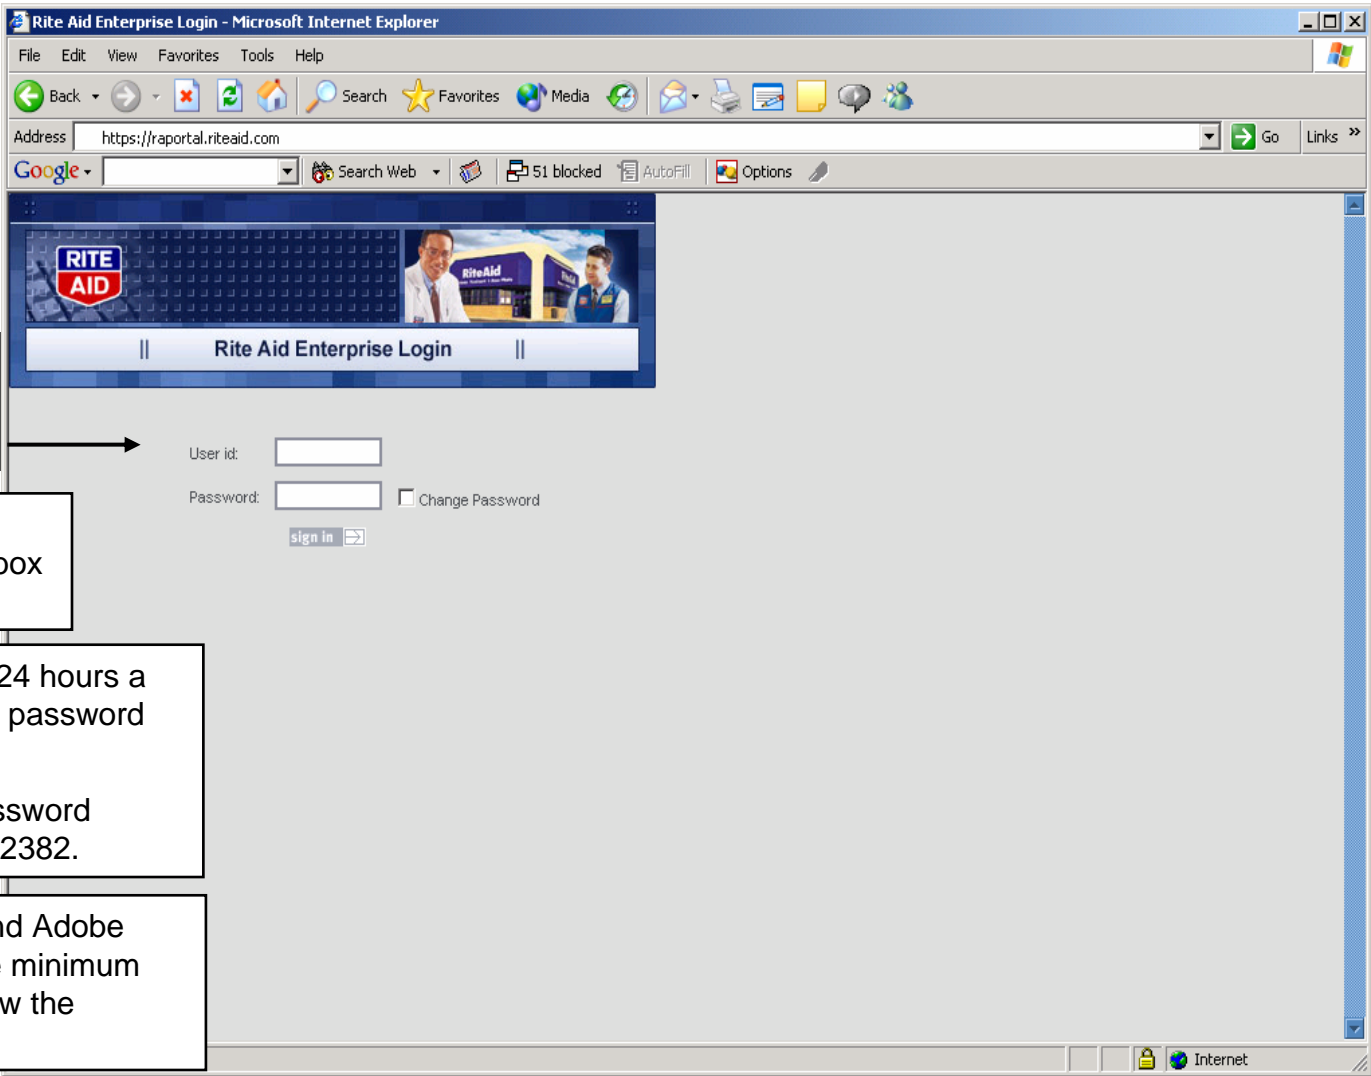 Rite Aid Enterprise Login - Microsoft Internet Explorer
File Edit View Favorites Tools Help
Back Search Favorites Media
Address https://raportal.riteaid.com Go Links »
Google Search Web 51 blocked AutoFill Options
RITE AID
RiteAid
|| Rite Aid Enterprise Login ||
User id:
Password: Change Password
sign in
box
24 hours a
password
ssword
2382.
nd Adobe
e minimum
w the
Internet